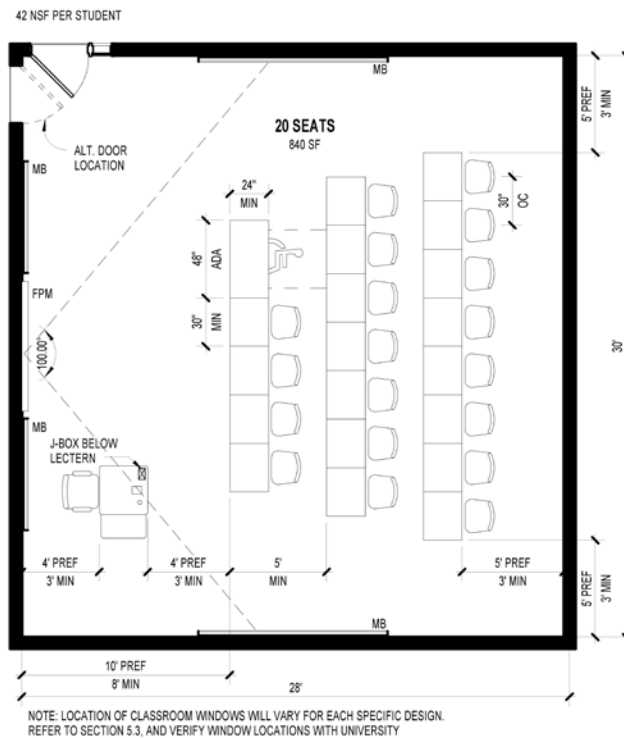 42 NSF PER STUDENT
MB
20 SEATS
840 SF
ALT. DOOR
LOCATION
MB
24"
MIN
48"
ADA
30"
OC
5' PREF
3' MIN
FPM
30"
MIN
100.00°
30'
MB
J-BOX BELOW
LECTERN
4' PREF
3' MIN
4' PREF
3' MIN
5'
MIN
5' PREF
3' MIN
5' PREF
3' MIN
MB
10' PREF
8' MIN
28'
NOTE: LOCATION OF CLASSROOM WINDOWS WILL VARY FOR EACH SPECIFIC DESIGN.
REFER TO SECTION 5.3, AND VERIFY WINDOW LOCATIONS WITH UNIVERSITY